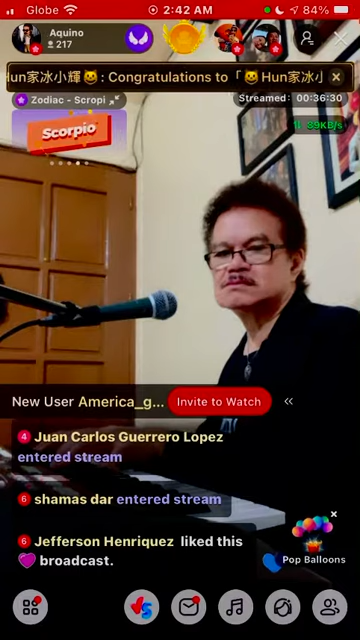 Globe
2:42 AM
84%
Aquino
217
Hun家冰小輝🐱: Congratulations to「🐱Hun家冰小
Zodiac - Scropi
Streamed: 00:36:30
Scorpio
New User America_g...
Invite to Watch
«
4 Juan Carlos Guerrero Lopez
entered stream
6 shamas dar entered stream
6 Jefferson Henriquez liked this
💜 broadcast.
Pop Balloons
VS